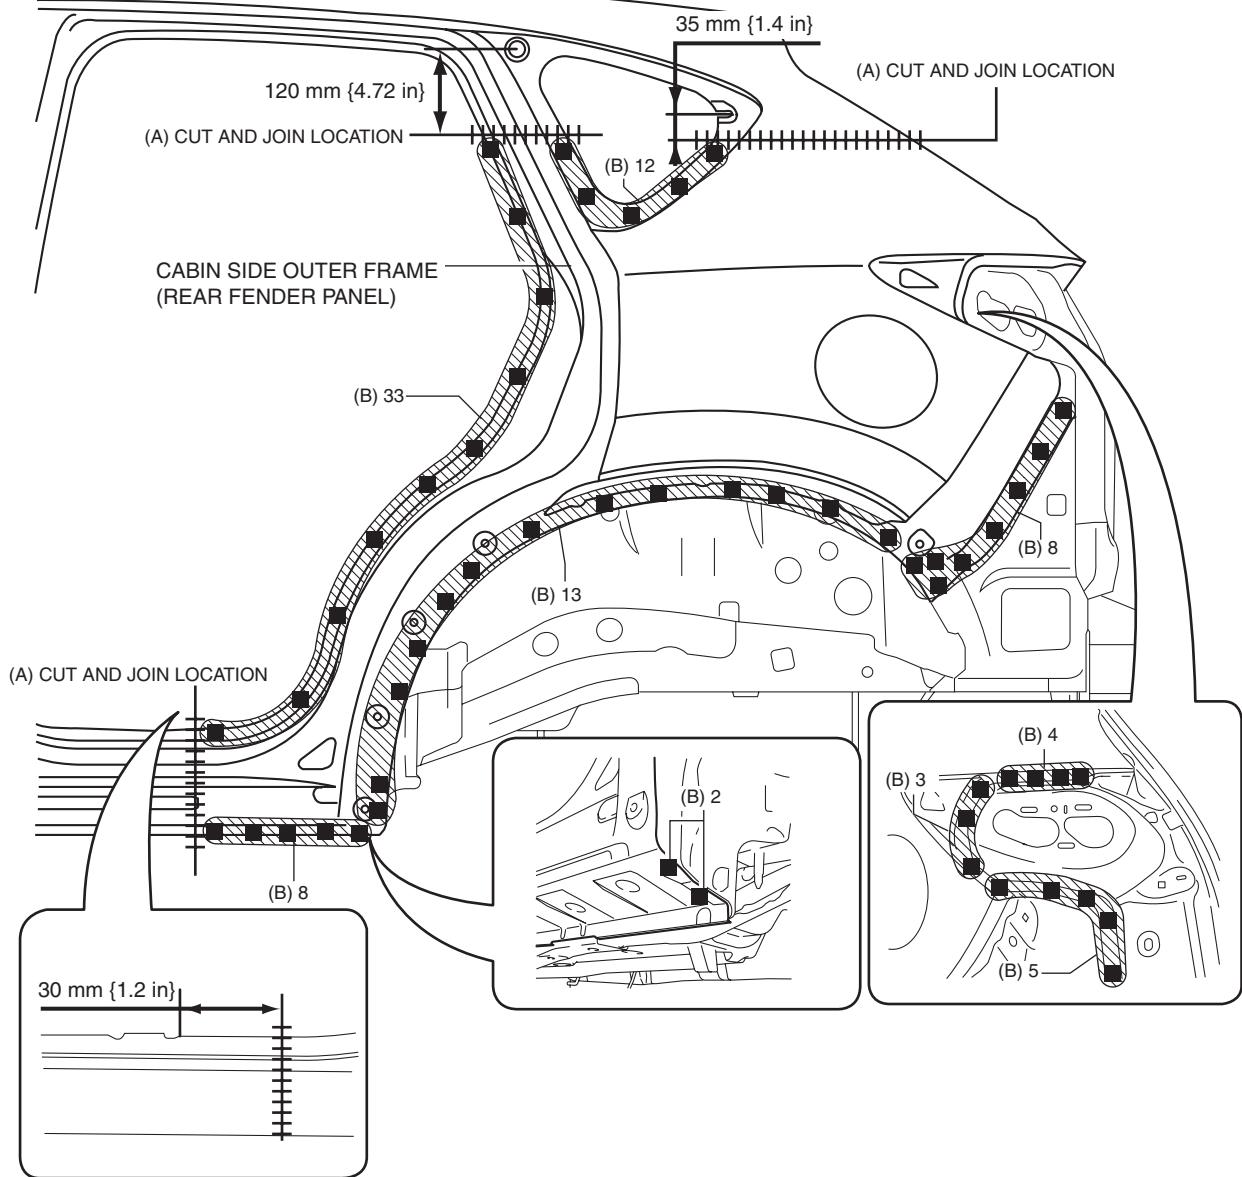 35 mm {1.4 in}
(A) CUT AND JOIN LOCATION
120 mm {4.72 in}
(A) CUT AND JOIN LOCATION
(B) 12
CABIN SIDE OUTER FRAME
(REAR FENDER PANEL)
(B) 33
(B) 8
(B) 13
(A) CUT AND JOIN LOCATION
(B) 4
(B) 3
(B) 2
(B) 8
(B) 5
30 mm {1.2 in}